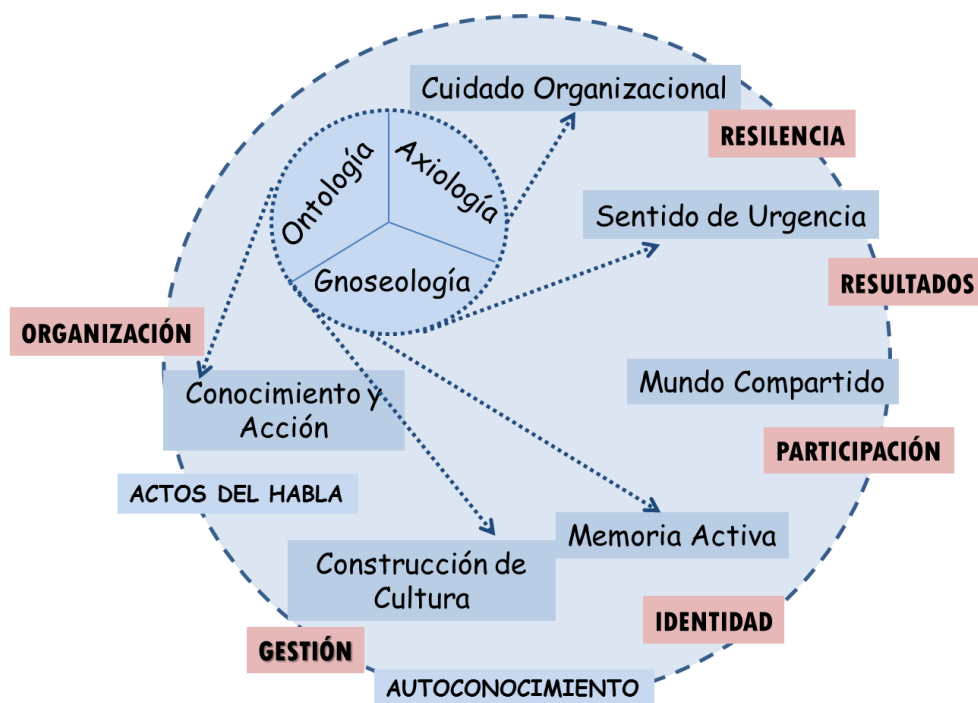 Cuidado Organizacional
RESILENCIA
Ontología
Axiología
Gnoseología
Sentido de Urgencia
RESULTADOS
ORGANIZACIÓN
Mundo Compartido
Conocimiento y
Acción
PARTICIPACIÓN
ACTOS DEL HABLA
Memoria Activa
Construcción de
Cultura
IDENTIDAD
GESTIÓN
AUTOCONOCIMIENTO